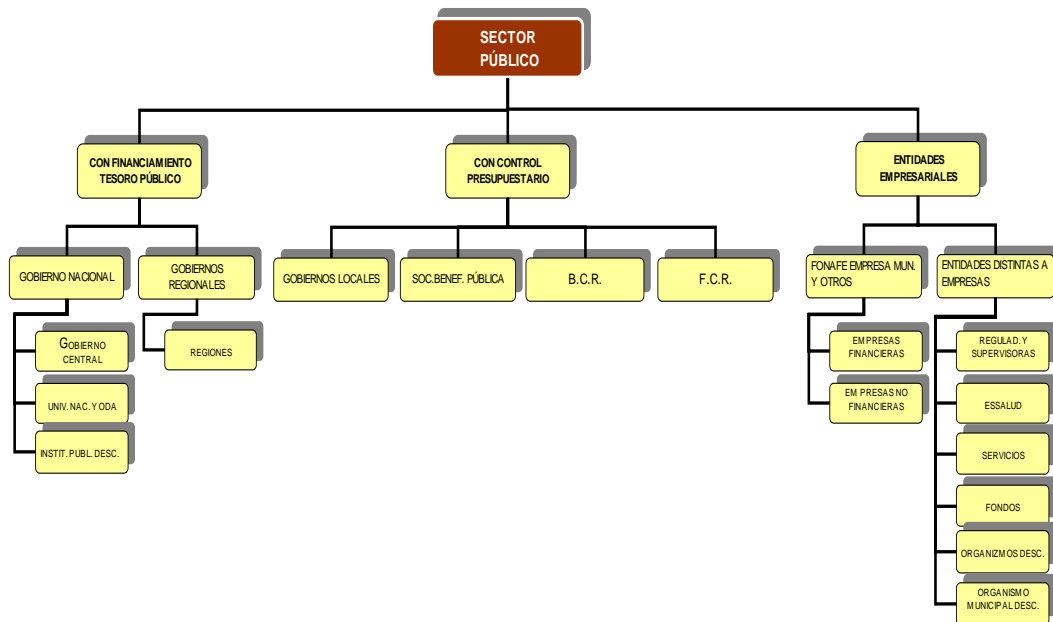 SECTOR
PÚBLICO
CON FINANCIAMIENTO
TESORO PÚBLICO
CON CONTROL
PRESUPUESTARIO
ENTIDADES
EMPRESARIALES
GOBIERNO NACIONAL
GOBIERNOS
REGIONALES
GOBIERNOS LOCALES
SOC.BENEF. PÚBLICA
B.C.R.
F.C.R.
FONAFE EMPRESA MUN.
Y OTROS
ENTIDADES DISTINTAS A
EMPRESAS
GOBIERNO
CENTRAL
UNIV. NAC. Y ODA
INSTIT. PUBL. DESC.
REGIONES
EMPRESAS
FINANCIERAS
EMPRESAS NO
FINANCIERAS
REGULAD. Y
SUPERVISORAS
ESSALUD
SERVICIOS
FONDOS
ORGANIZMOS DESC.
ORGANISMO
MUNICIPAL DESC.